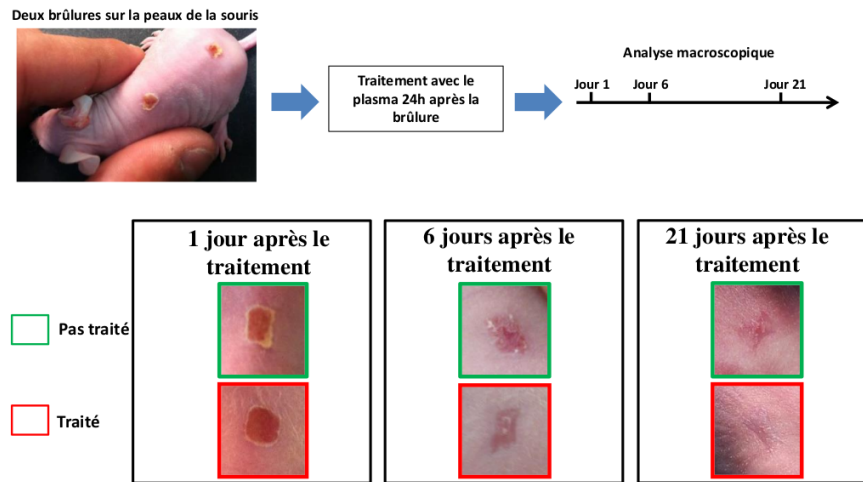 Deux brûlures sur la peaux de la souris
Traitement avec le
plasma 24h après la
brûlure
Analyse macroscopique
Jour 1
Jour 6
Jour 21
1 jour après le
traitement
6 jours après le
traitement
21 jours après le
traitement
Pas traité
Traité